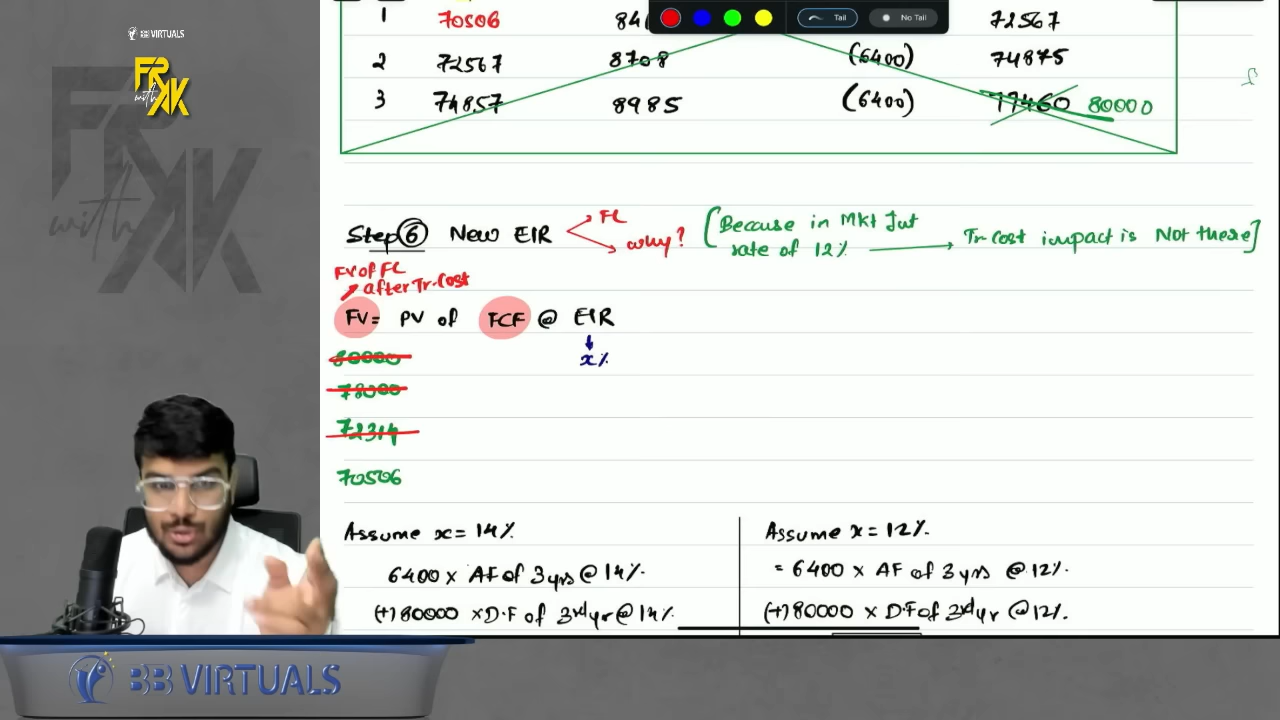 BB VIRTUALS
FR
with
AK
FR
with
AK
Tail
No Tail
1 70506 72567
2 72567 8708 (6400) 74875
3 74857 8985 (6400) 77460 80000
Step 6 New EIR FL
why? [Because in Mkt Int
rate of 12% Tr. Cost impact is Not there]
FV of FL
after Tr. Cost
FV = PV of FCF @ EIR
x%
80000
78000
72314
70506
Assume x = 14%.
6400 x AF of 3 yrs @ 14%.
(+) 80000 x D.F of 3rd yr @ 14%.
Assume x = 12%.
= 6400 x AF of 3 yrs @ 12%.
(+) 80000 x D.F of 3rd yr @ 12%.
BB VIRTUALS